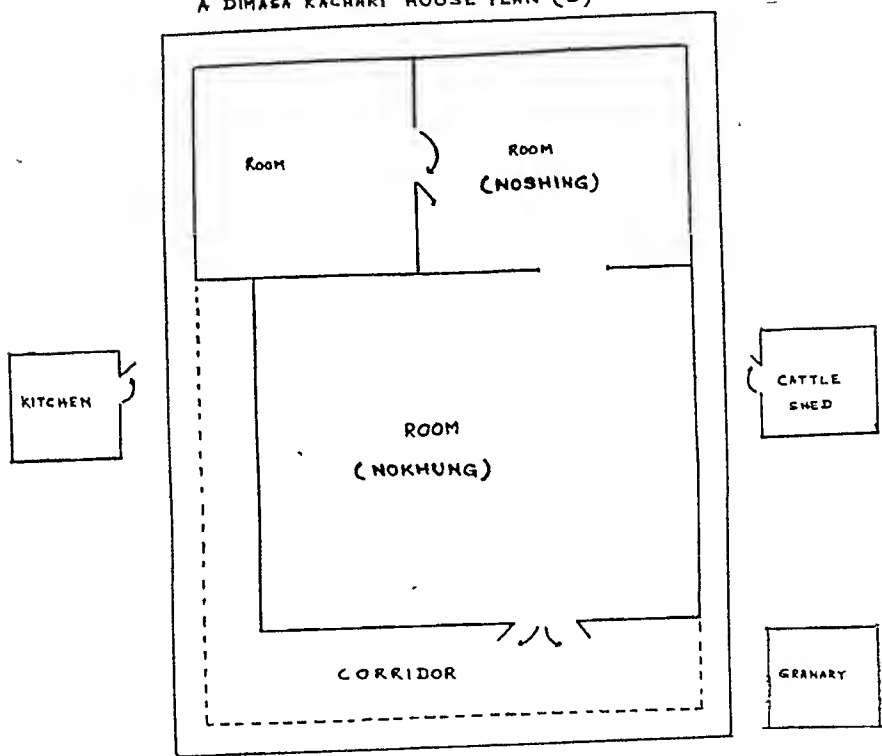 A DIMASA KACHARI HOUSE PLAN
ROOM
ROOM
(NOSHING)
KITCHEN
CATTLE
SHED
ROOM
(NOKHUNG)
CORRIDOR
GRANARY